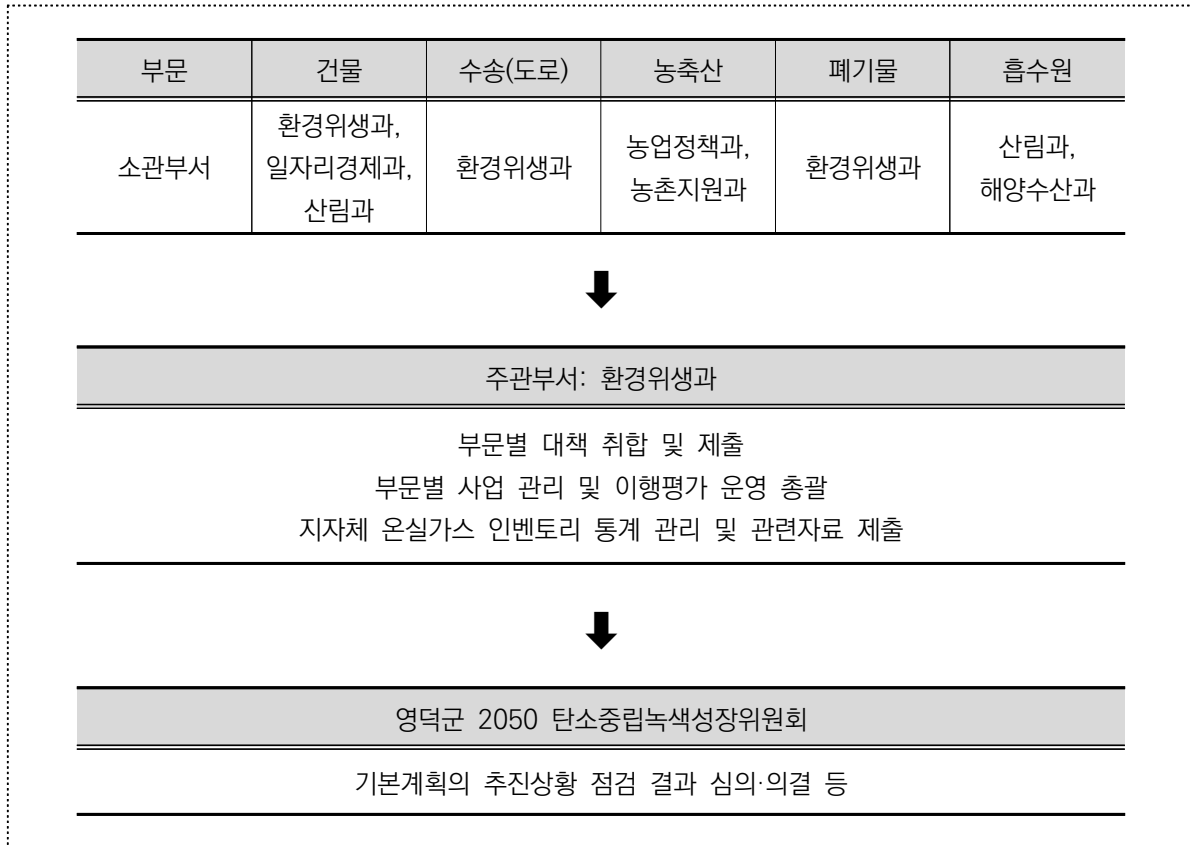 부문 건물 수송(도로) 농축산 폐기물 흡수원
소관부서 환경위생과, 일자리경제과, 산림과 환경위생과 농업정책과, 농촌지원과 환경위생과 산림과, 해양수산과
주관부서: 환경위생과
부문별 대책 취합 및 제출
부문별 사업 관리 및 이행평가 운영 총괄
지자체 온실가스 인벤토리 통계 관리 및 관련자료 제출
영덕군 2050 탄소중립녹색성장위원회
기본계획의 추진상황 점검 결과 심의·의결 등